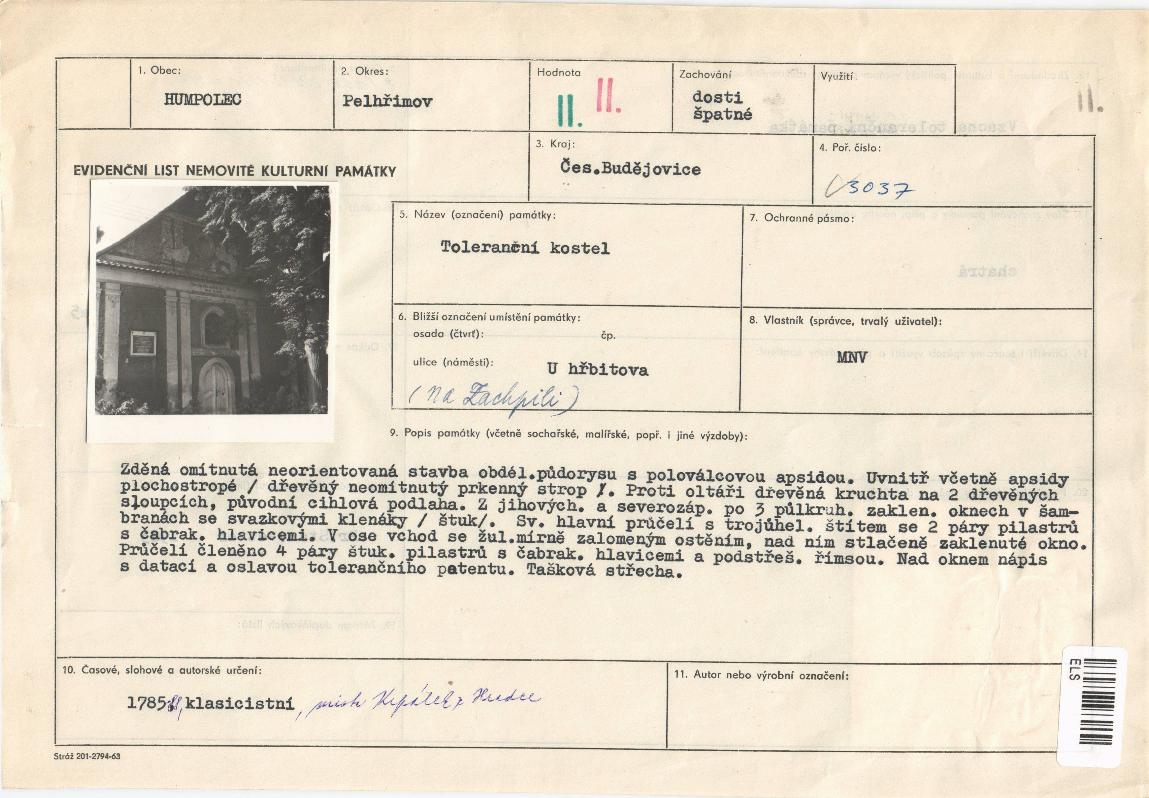 1. Obec:
HUMPOLEC
2. Okres:
Pelhřimov
Hodnota
II. II.
Zachování
dosti
špatné
Využití
II.
EVIDENČNÍ LIST NEMOVITÉ KULTURNÍ PAMÁTKY
3. Kraj:
Čes.Budějovice
4. Poř. číslo:
3037
5. Název (označení) památky:
Toleranční kostel
7. Ochranné pásmo:
6. Bližší označení umístění památky:
osada (čtvrť): čp.
ulice (náměstí): U hřbitova
(na Zachpili)
8. Vlastník (správce, trvalý uživatel):
MNV
9. Popis památky (včetně sochařské, malířské, popř. i jiné výzdoby):
Zděná omítnutá neorientovaná stavba obdél.půdorysu s poloválcovou apsidou. Uvnitř včetně apsidy
plochostropé / dřevěný neomítnutý prkenný strop /. Proti oltáři dřevěná kruchta na 2 dřevěných
sloupcích, původní cihlová podlaha. Z jihových. a severozáp. po 3 půlkruh. zaklen. oknech v šam-
branách se svazkovými klenáky / štuk/. Sv. hlavní průčelí s trojúhel. štítem se 2 páry pilastrů
s čabrak. hlavicemi. V ose vchod se žul.mírně zalomeným ostěním, nad ním stlačeně zaklenuté okno.
Průčelí členěno 4 páry štuk. pilastrů s čabrak. hlavicemi a podstřeš. římsou. Nad oknem nápis
s datací a oslavou tolerančního patentu. Tašková střecha.
10. Časové, slohové a autorské určení:
1785 klasicistní,
11. Autor nebo výrobní označení:
ELS
Stráž 201-2794-63